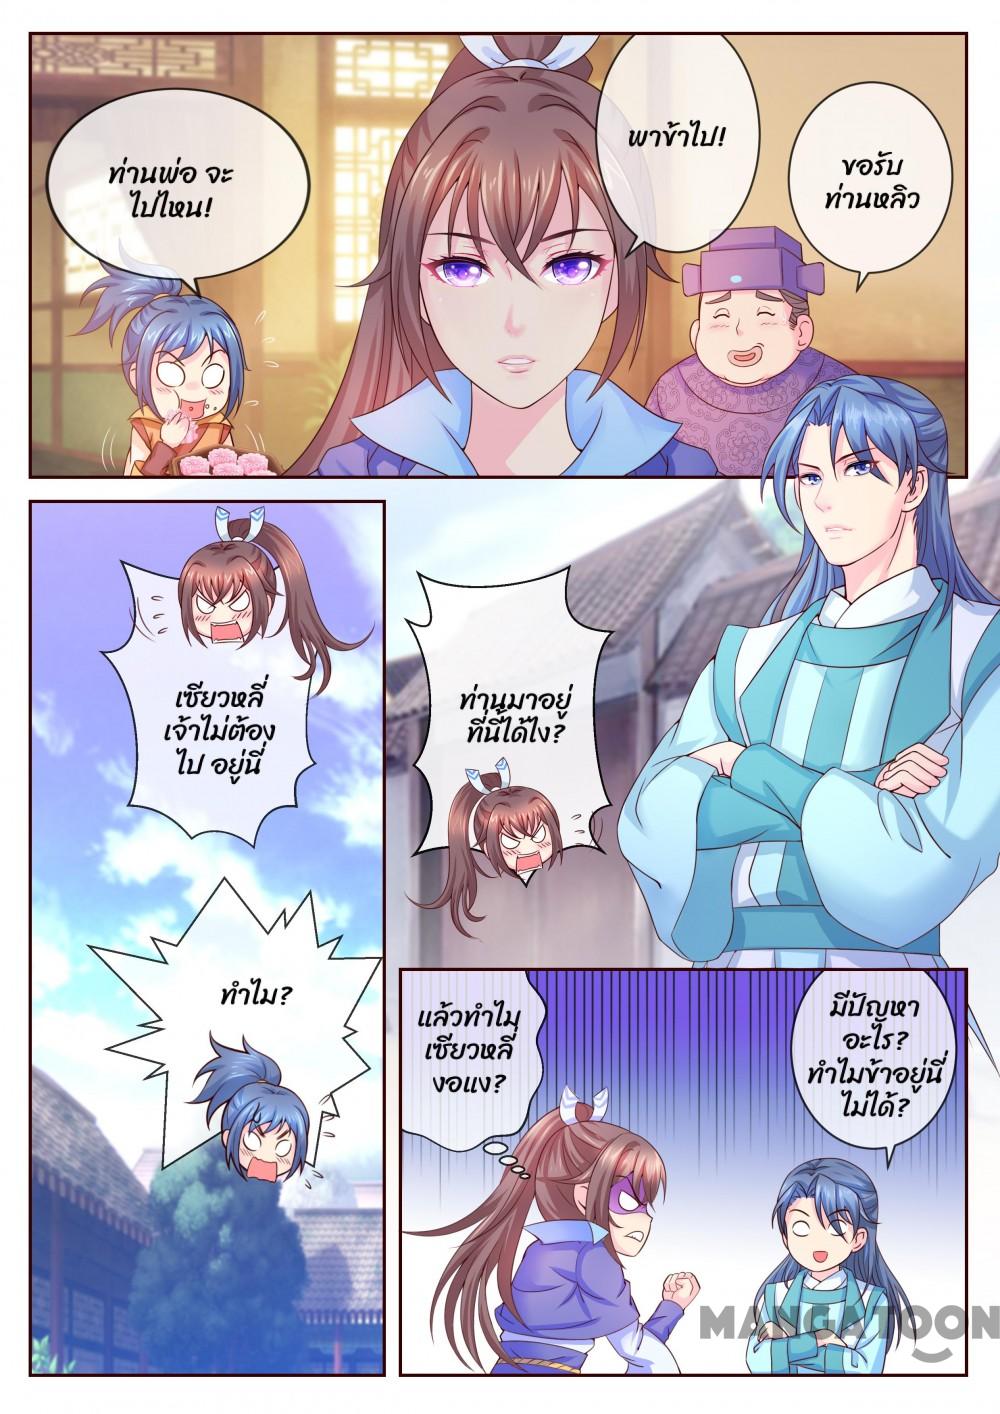 ท่านพ่อ จะ
ไปไหน!
พาข้าไป!
ขอรับ
ท่านหลิว
เซียวหลี่
เจ้าไม่ต้อง
ไป อยู่นี่
ท่านมาอยู่
ที่นี้ได้ไง?
ทำไม?
แล้วทำไม
เซียวหลี่
งอแง?
มีปัญหา
อะไร?
ทำไมข้าอยู่นี่
ไม่ได้?
MANGATOON